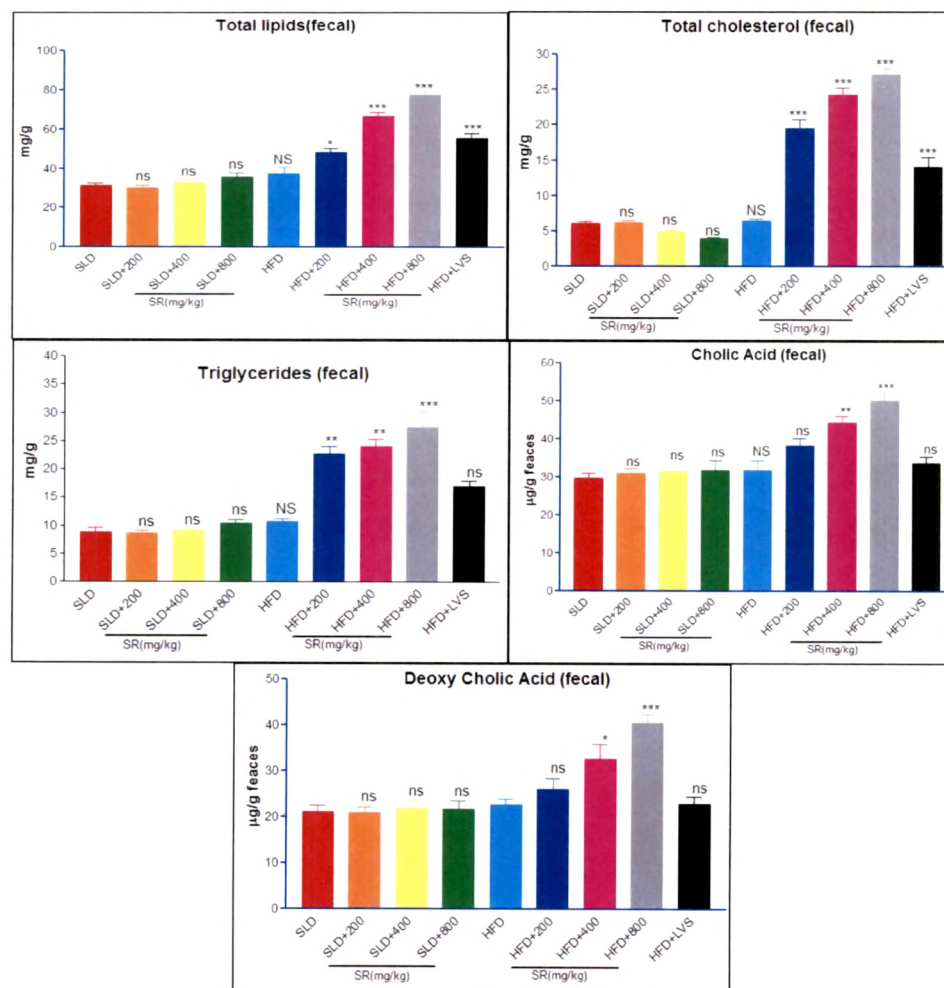 Total lipids(fecal)
mg/g
100
80
60
40
20
0
ns
ns
ns
NS
*
***
***
***
SLD
SLD+200
SLD+400
SLD+800
HFD
HFD+200
HFD+400
HFD+800
HFD+LVS
SR(mg/kg)
SR(mg/kg)
Total cholesterol (fecal)
mg/g
30
25
20
15
10
5
0
ns
ns
ns
NS
***
***
***
***
SLD
SLD+200
SLD+400
SLD+800
HFD
HFD+200
HFD+400
HFD+800
HFD+LVS
SR(mg/kg)
SR(mg/kg)
Triglycerides (fecal)
mg/g
40
35
30
25
20
15
10
5
0
ns
ns
ns
NS
**
**
***
ns
SLD
SLD+200
SLD+400
SLD+800
HFD
HFD+200
HFD+400
HFD+800
HFD+LVS
SR(mg/kg)
SR(mg/kg)
Cholic Acid (fecal)
µg/g feaces
60
50
40
30
20
10
0
ns
ns
ns
NS
ns
**
***
ns
SLD
SLD+200
SLD+400
SLD+800
HFD
HFD+200
HFD+400
HFD+800
HFD+LVS
SR(mg/kg)
SR(mg/kg)
Deoxy Cholic Acid (fecal)
µg/g feaces
50
40
30
20
10
0
ns
ns
ns
ns
*
***
ns
SLD
SLD+200
SLD+400
SLD+800
HFD
HFD+200
HFD+400
HFD+800
HFD+LVS
SR(mg/kg)
SR(mg/kg)